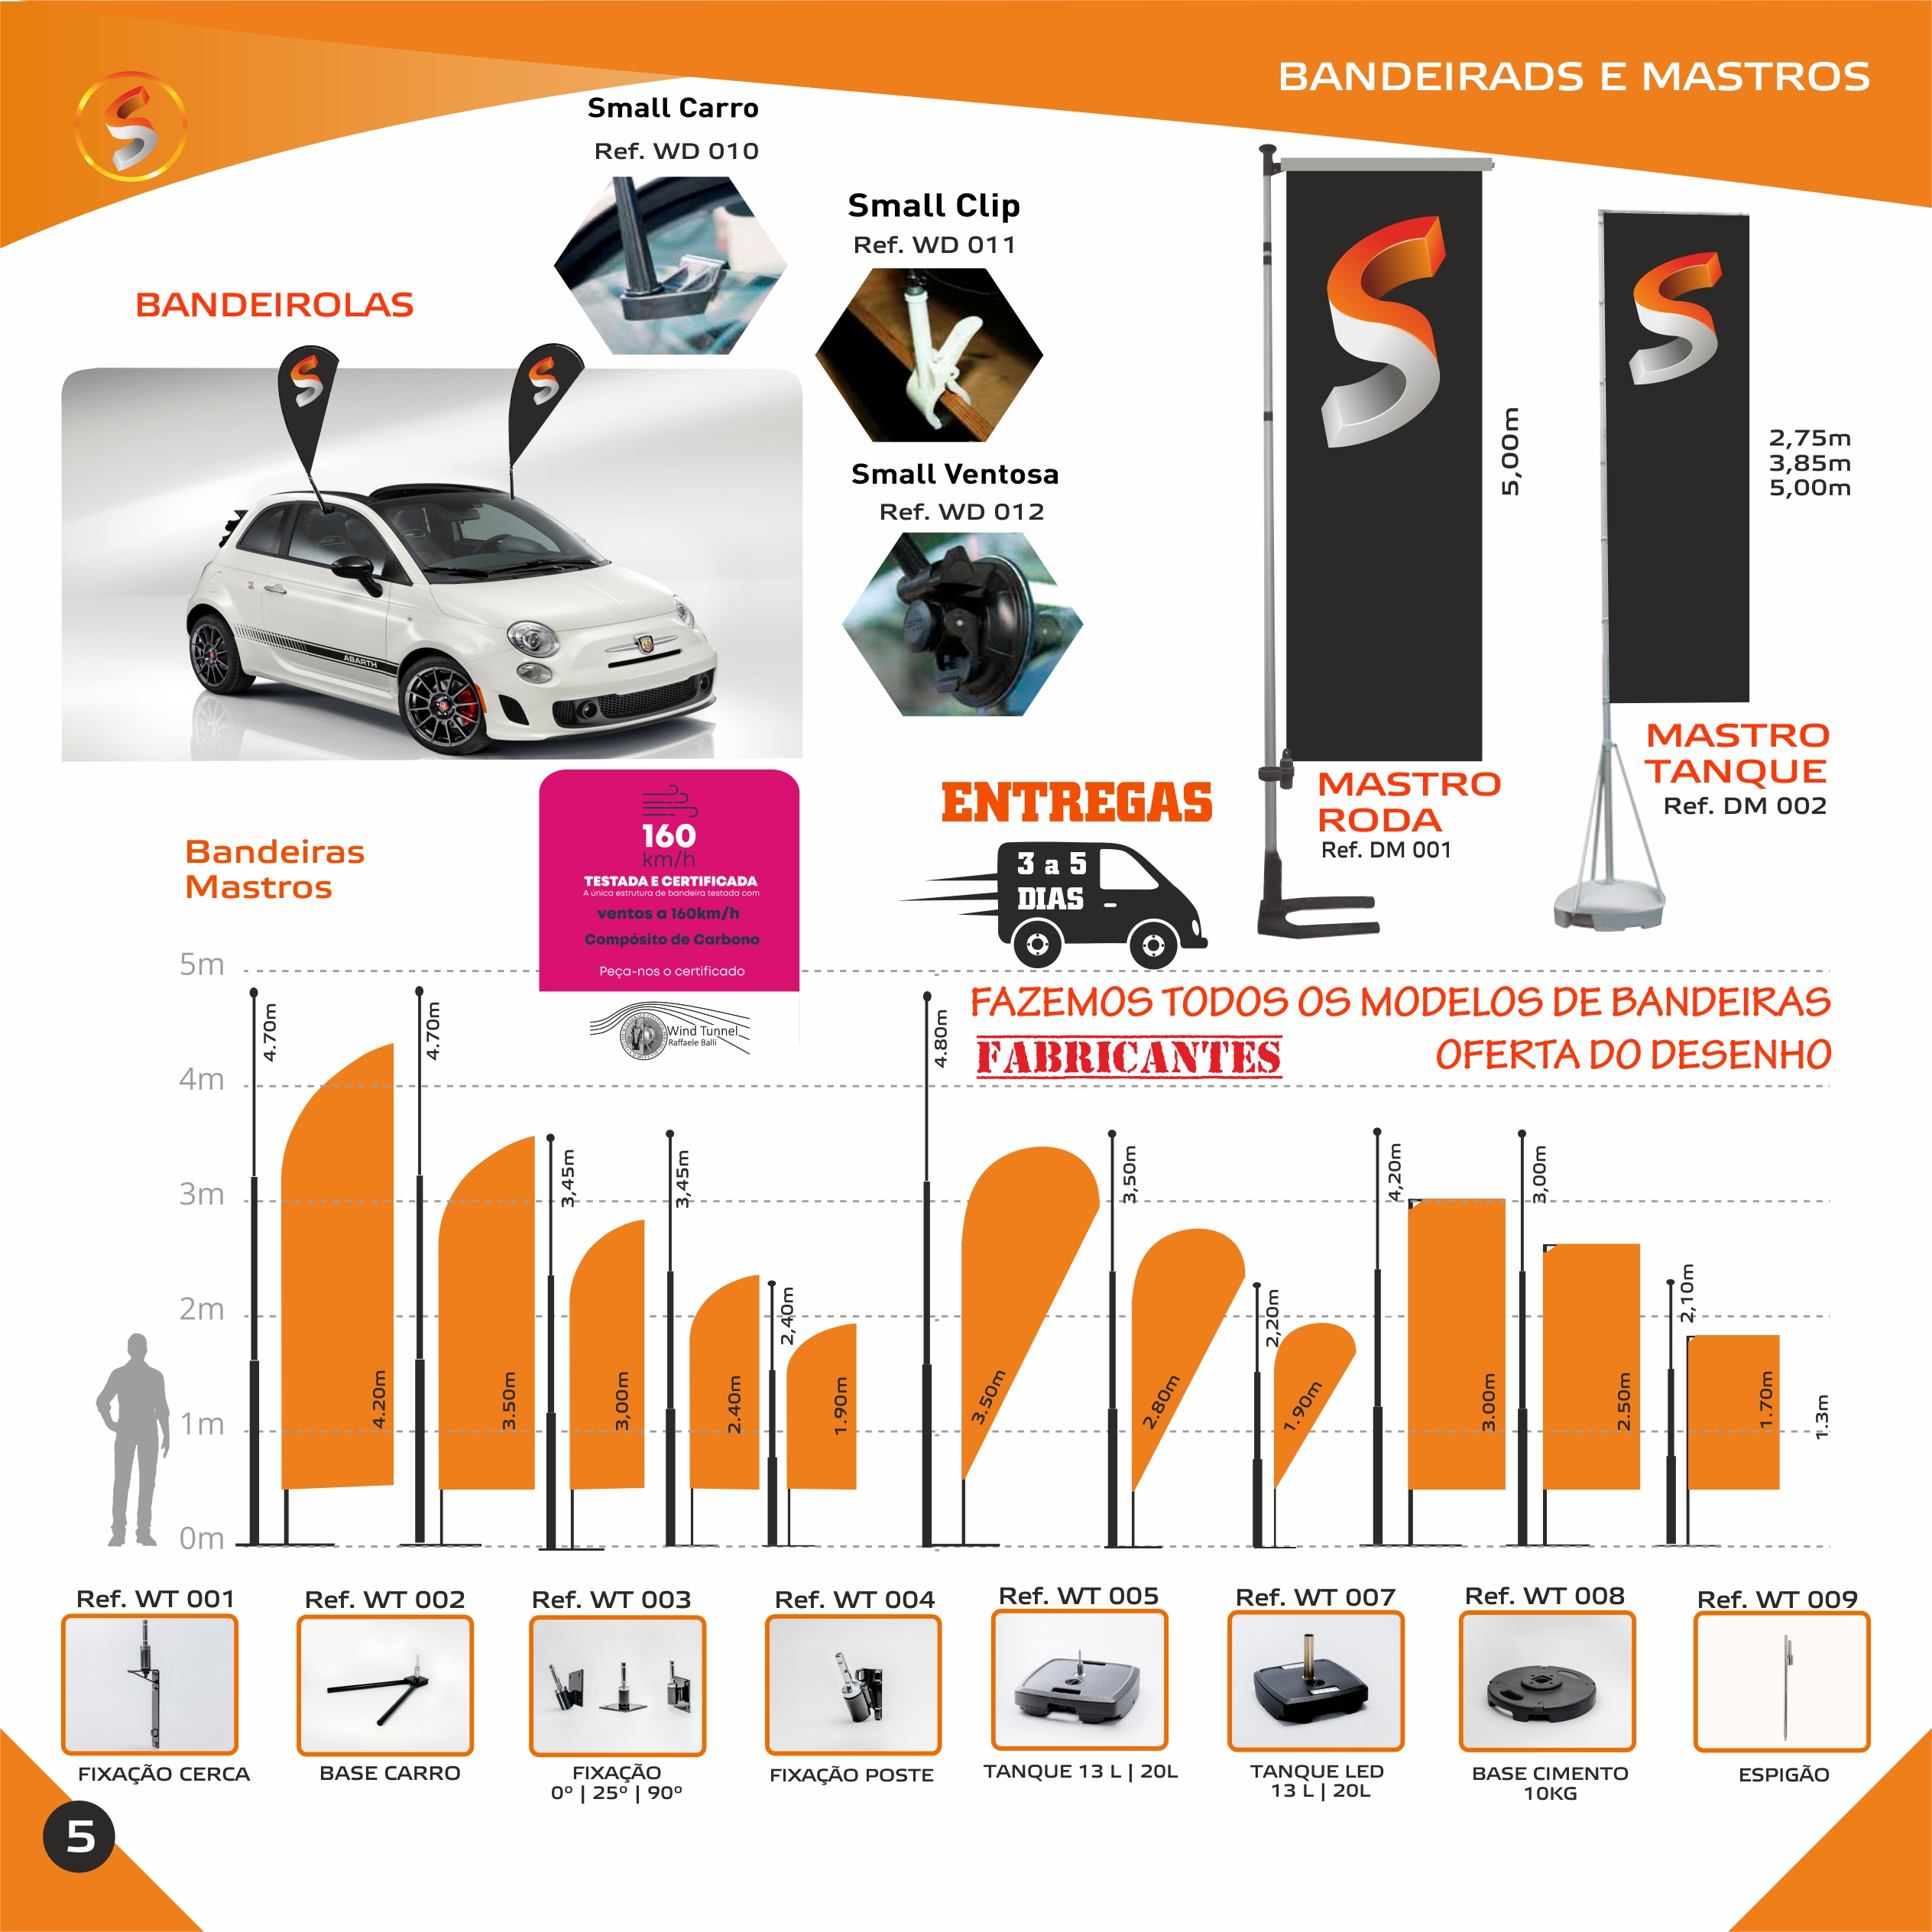 BANDEIRADS E MASTROS
Small Carro
Ref. WD 010
Small Clip
Ref. WD 011
BANDEIROLAS
Small Ventosa
Ref. WD 012
ABARTH
5,00m
2,75m
3,85m
5,00m
MASTRO
RODA
Ref. DM 001
MASTRO
TANQUE
Ref. DM 002
ENTREGAS
3 a 5
DIAS
160
km/h
TESTADA E CERTIFICADA
A única estrutura de bandeira testada com
ventos a 160km/h
Compósito de Carbono
Peça-nos o certificado
Wind Tunnel
Raffaele Balli
Bandeiras
Mastros
FAZEMOS TODOS OS MODELOS DE BANDEIRAS
FABRICANTES
OFERTA DO DESENHO
5m
4m
3m
2m
1m
0m
4.70m
4.20m
4.70m
3.50m
3,45m
3,00m
3,45m
2.40m
2,40m
1.90m
4.80m
3.50m
3,50m
2.80m
2,20m
1.90m
4,20m
3.00m
3,00m
2.50m
2,10m
1.70m
1.3m
Ref. WT 001
FIXAÇÃO CERCA
Ref. WT 002
BASE CARRO
Ref. WT 003
FIXAÇÃO
0º | 25º | 90º
Ref. WT 004
FIXAÇÃO POSTE
Ref. WT 005
TANQUE 13 L | 20L
Ref. WT 007
TANQUE LED
13 L | 20L
Ref. WT 008
BASE CIMENTO
10KG
Ref. WT 009
ESPIGÃO
5